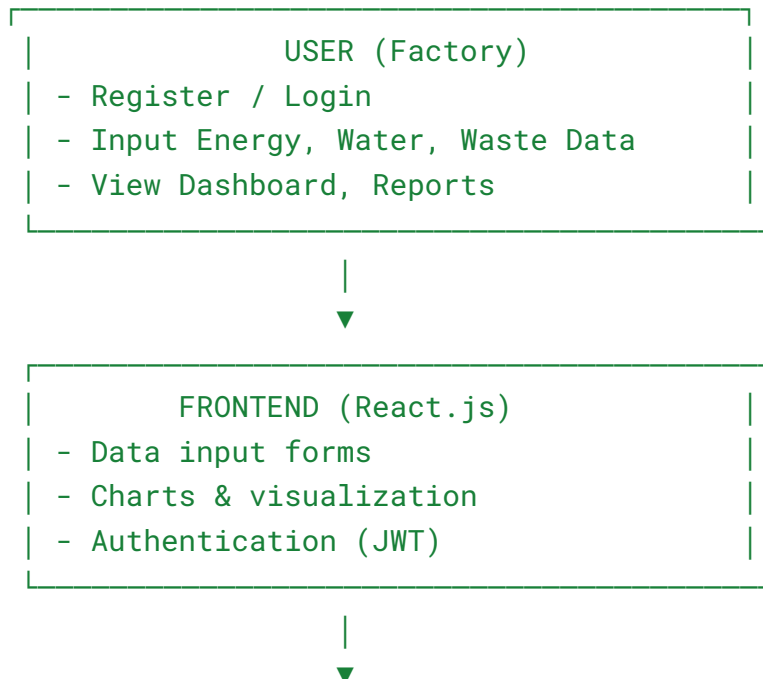 USER (Factory)
- Register / Login
- Input Energy, Water, Waste Data
- View Dashboard, Reports
FRONTEND (React.js)
- Data input forms
- Charts & visualization
- Authentication (JWT)